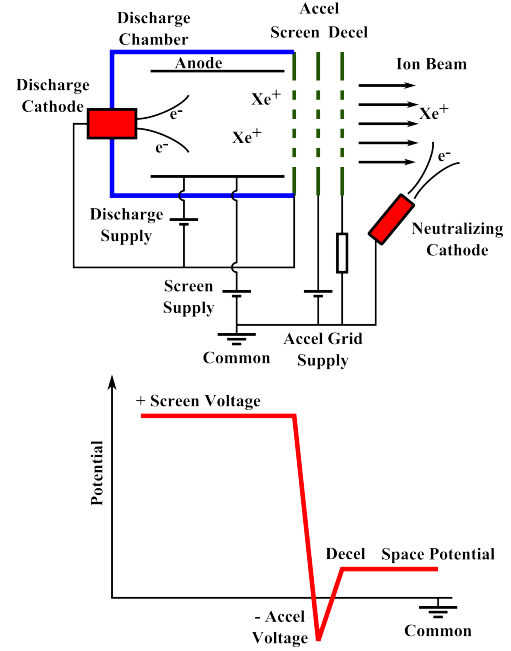 Discharge
Chamber
Accel
Screen Decel
Anode
Ion Beam
Discharge
Cathode
Xe+
Xe+
e-
e-
Xe+
e-
Discharge
Supply
Neutralizing
Cathode
Screen
Supply
Accel Grid
Supply
Common
+ Screen Voltage
Potential
Decel Space Potential
- Accel
Voltage
Common